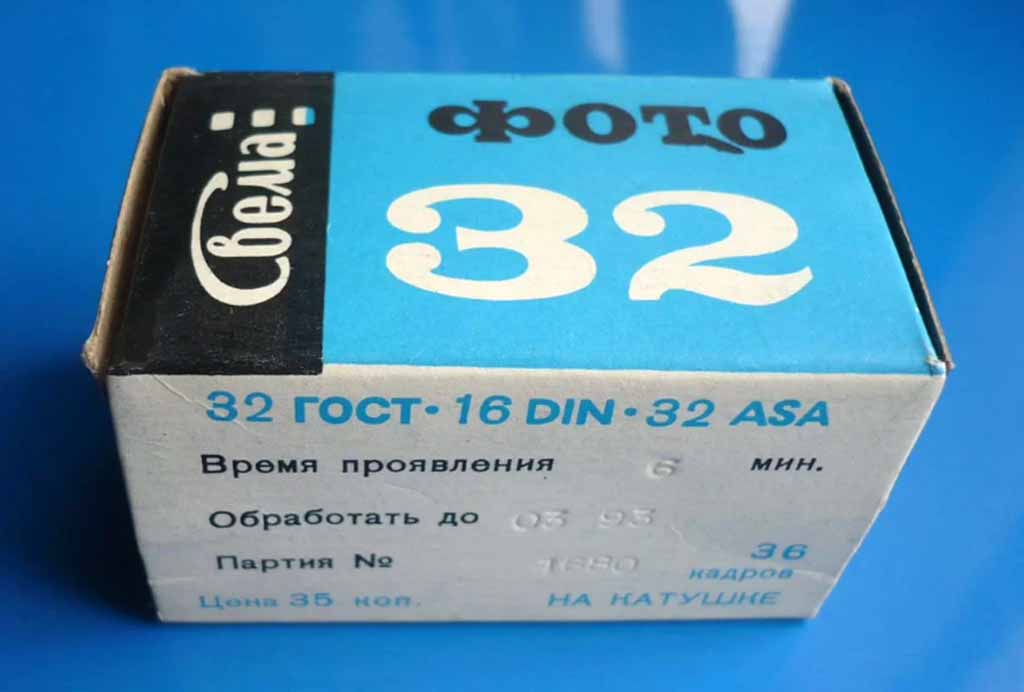 Свема
ФОТО
32
32 ГОСТ · 16 DIN · 32 ASA
Время проявления 6 мин.
Обработать до 03 93
Партия №
36
кадров
Цена 35 коп. НА КАТУШКЕ